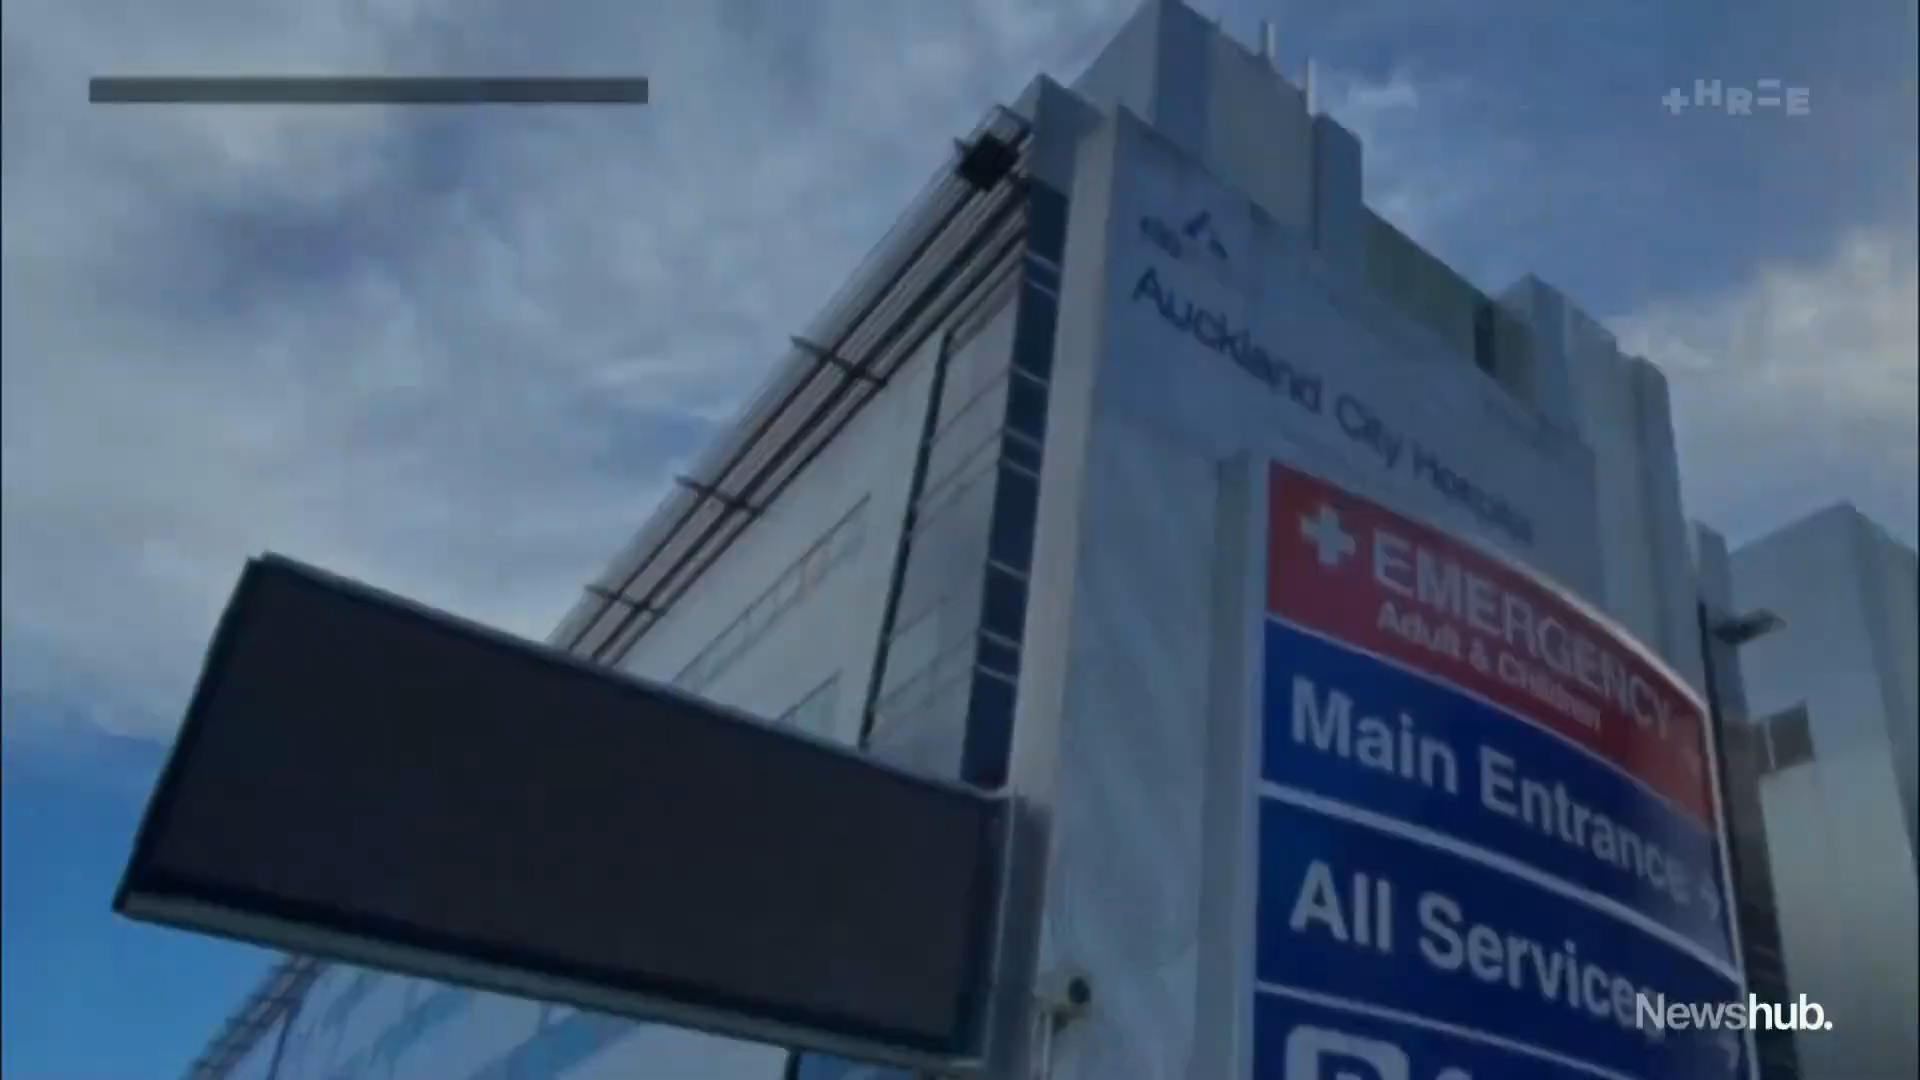 THREE
Auckland City Hospital
EMERGENCY
Adult & Children
Main Entrance
All Services
P
Newshub.